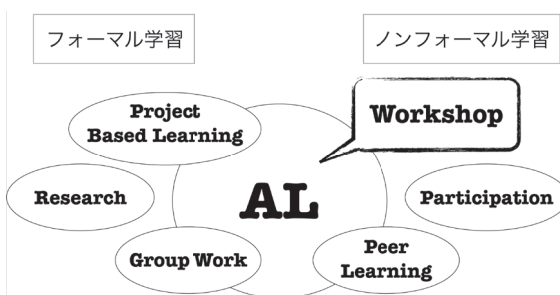 フォーマル学習
ノンフォーマル学習
Project
Based Learning
Workshop
Research
AL
Participation
Group Work
Peer
Learning